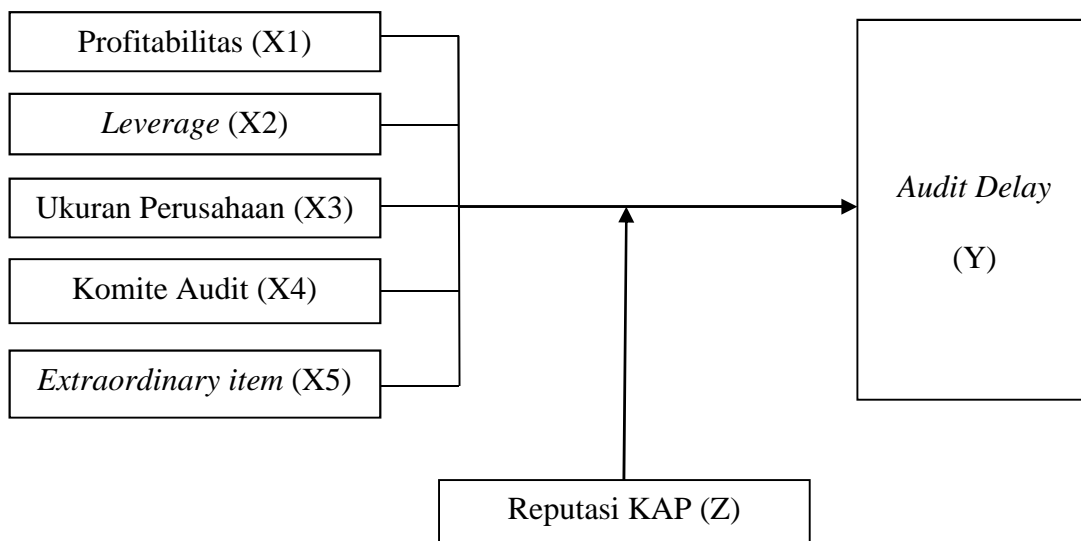 Profitabilitas (X1)
Leverage (X2)
Ukuran Perusahaan (X3)
Komite Audit (X4)
Extraordinary item (X5)
Audit Delay
(Y)
Reputasi KAP (Z)